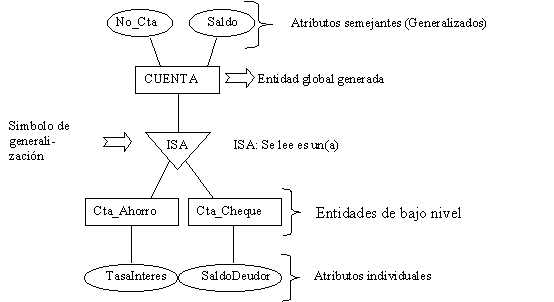 No_Cta
Saldo
Atributos semejantes (Generalizados)
CUENTA
Entidad global generada
Simbolo de
generali-
zación
ISA
ISA: Se lee es un(a)
Cta_Ahorro
Cta_Cheque
Entidades de bajo nivel
TasaInteres
SaldoDeudor
Atributos individuales